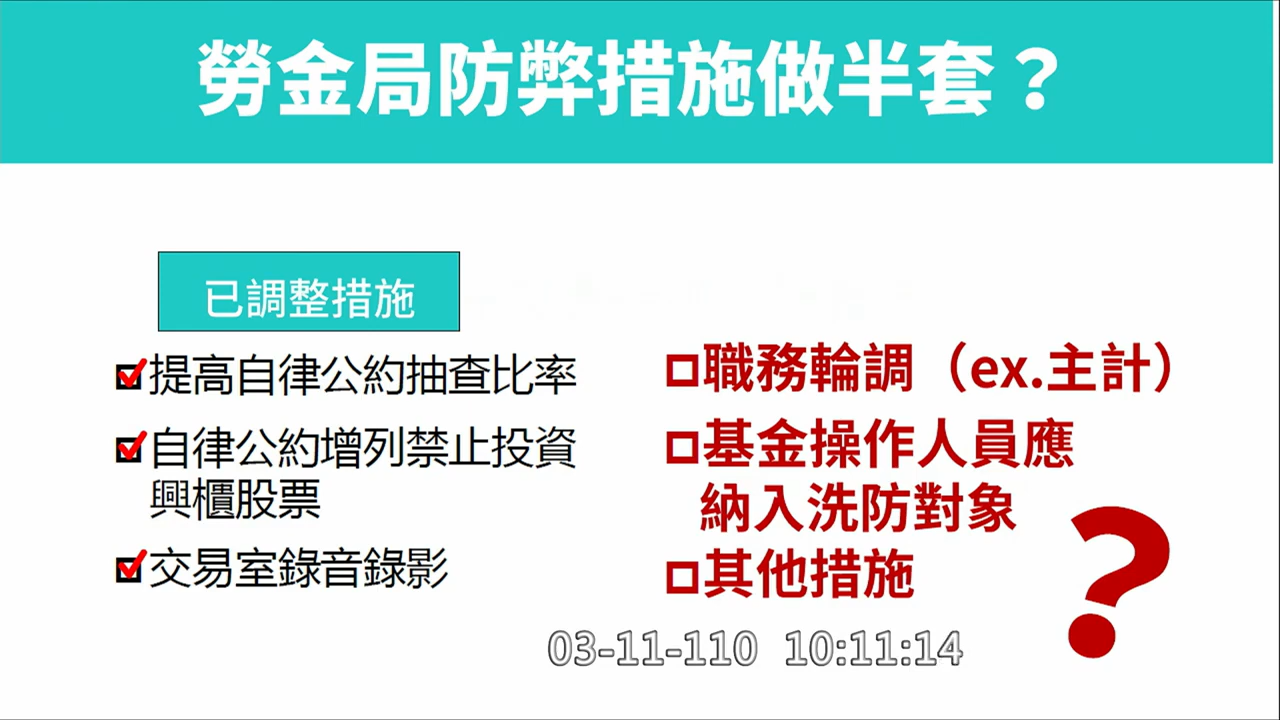 勞金局防弊措施做半套？
已調整措施
提高自律公約抽查比率
自律公約增列禁止投資
興櫃股票
交易室錄音錄影
職務輪調（ex.主計）
基金操作人員應
納入洗防對象
其他措施
?
03-11-110 10:11:14